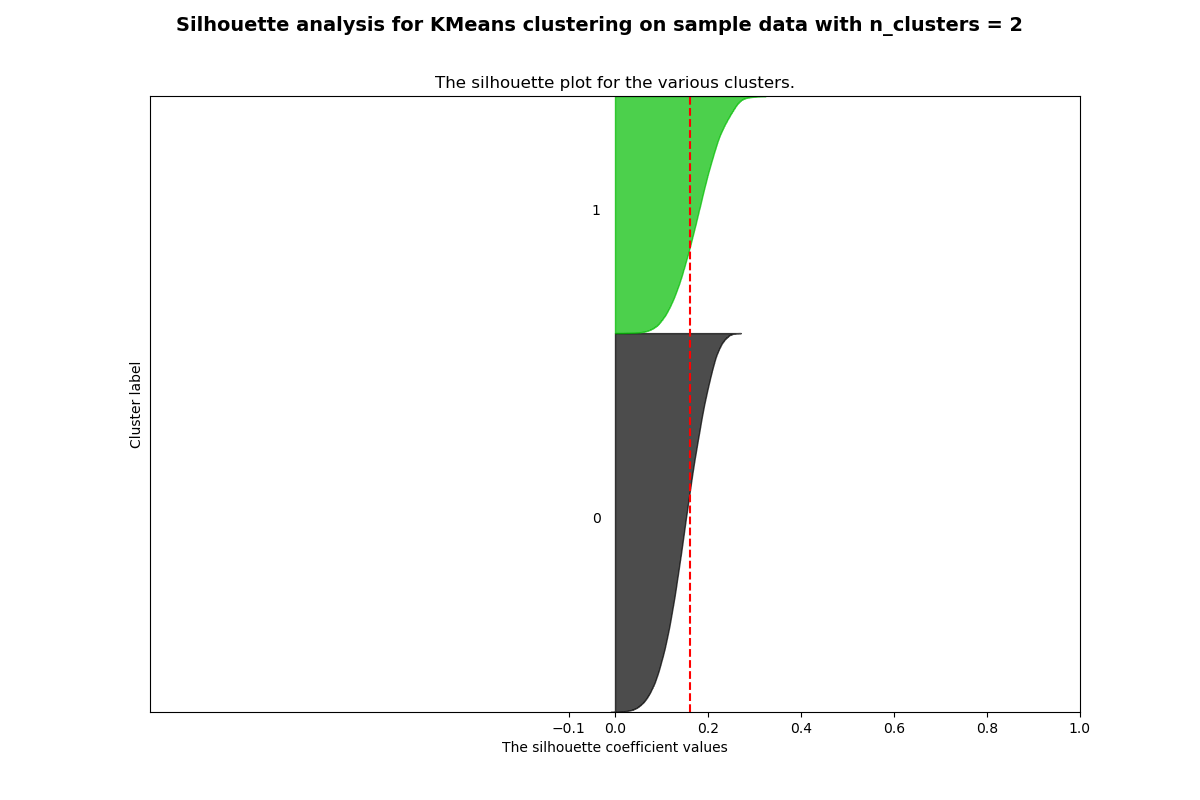 Silhouette analysis for KMeans clustering on sample data with n_clusters = 2
The silhouette plot for the various clusters.
1
0
Cluster label
−0.1 0.0 0.2 0.4 0.6 0.8 1.0
The silhouette coefficient values